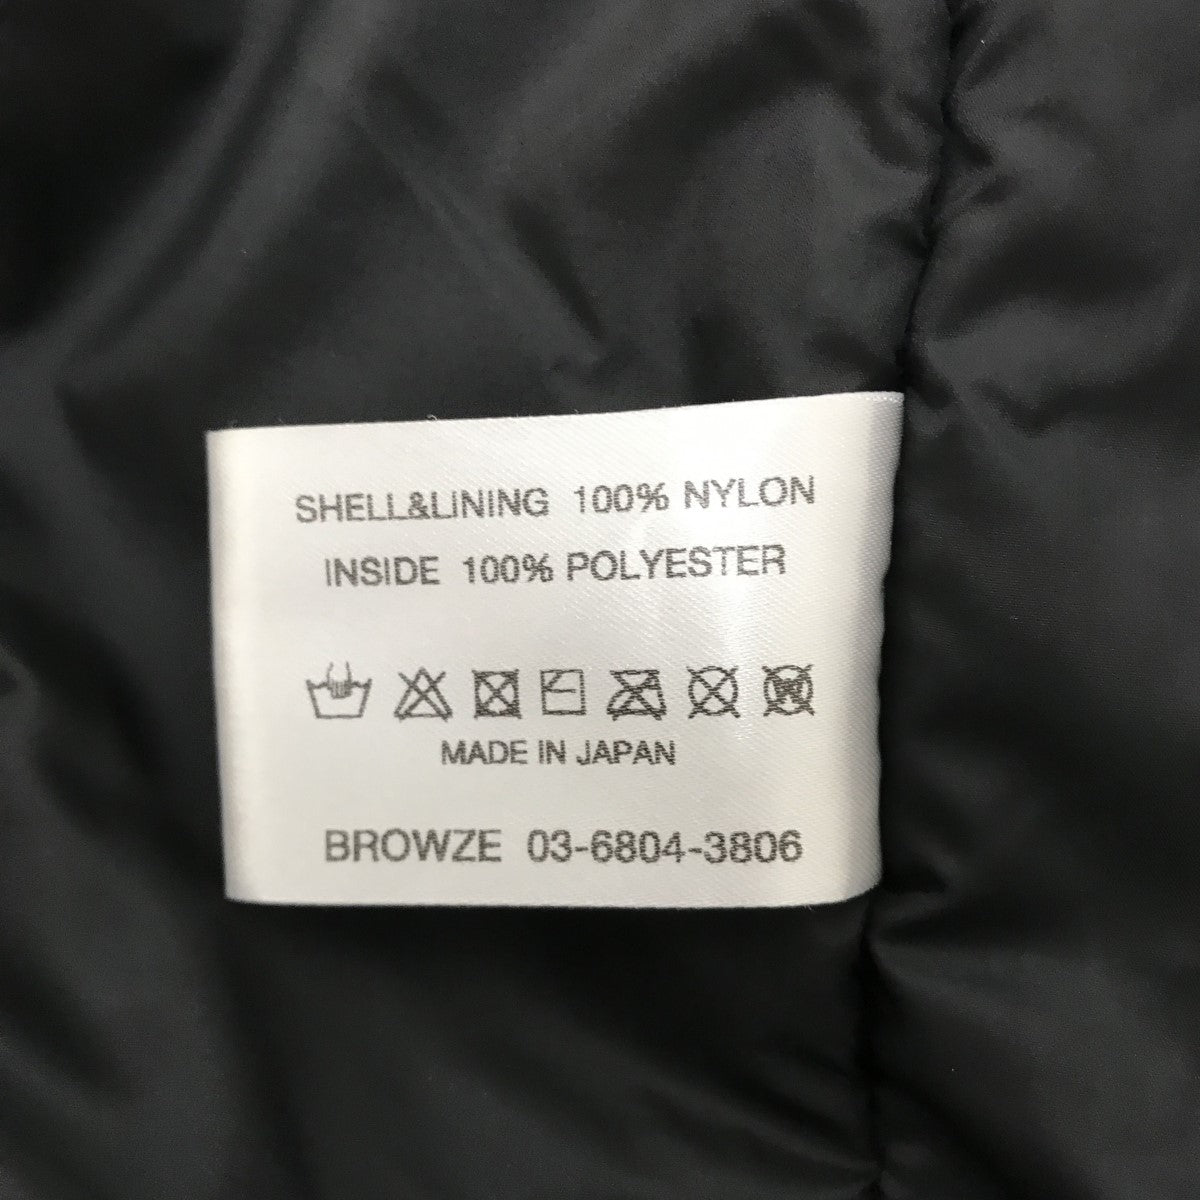 SHELL&LINING 100% NYLON
INSIDE 100% POLYESTER
W
MADE IN JAPAN
BROWZE 03-6804-3806